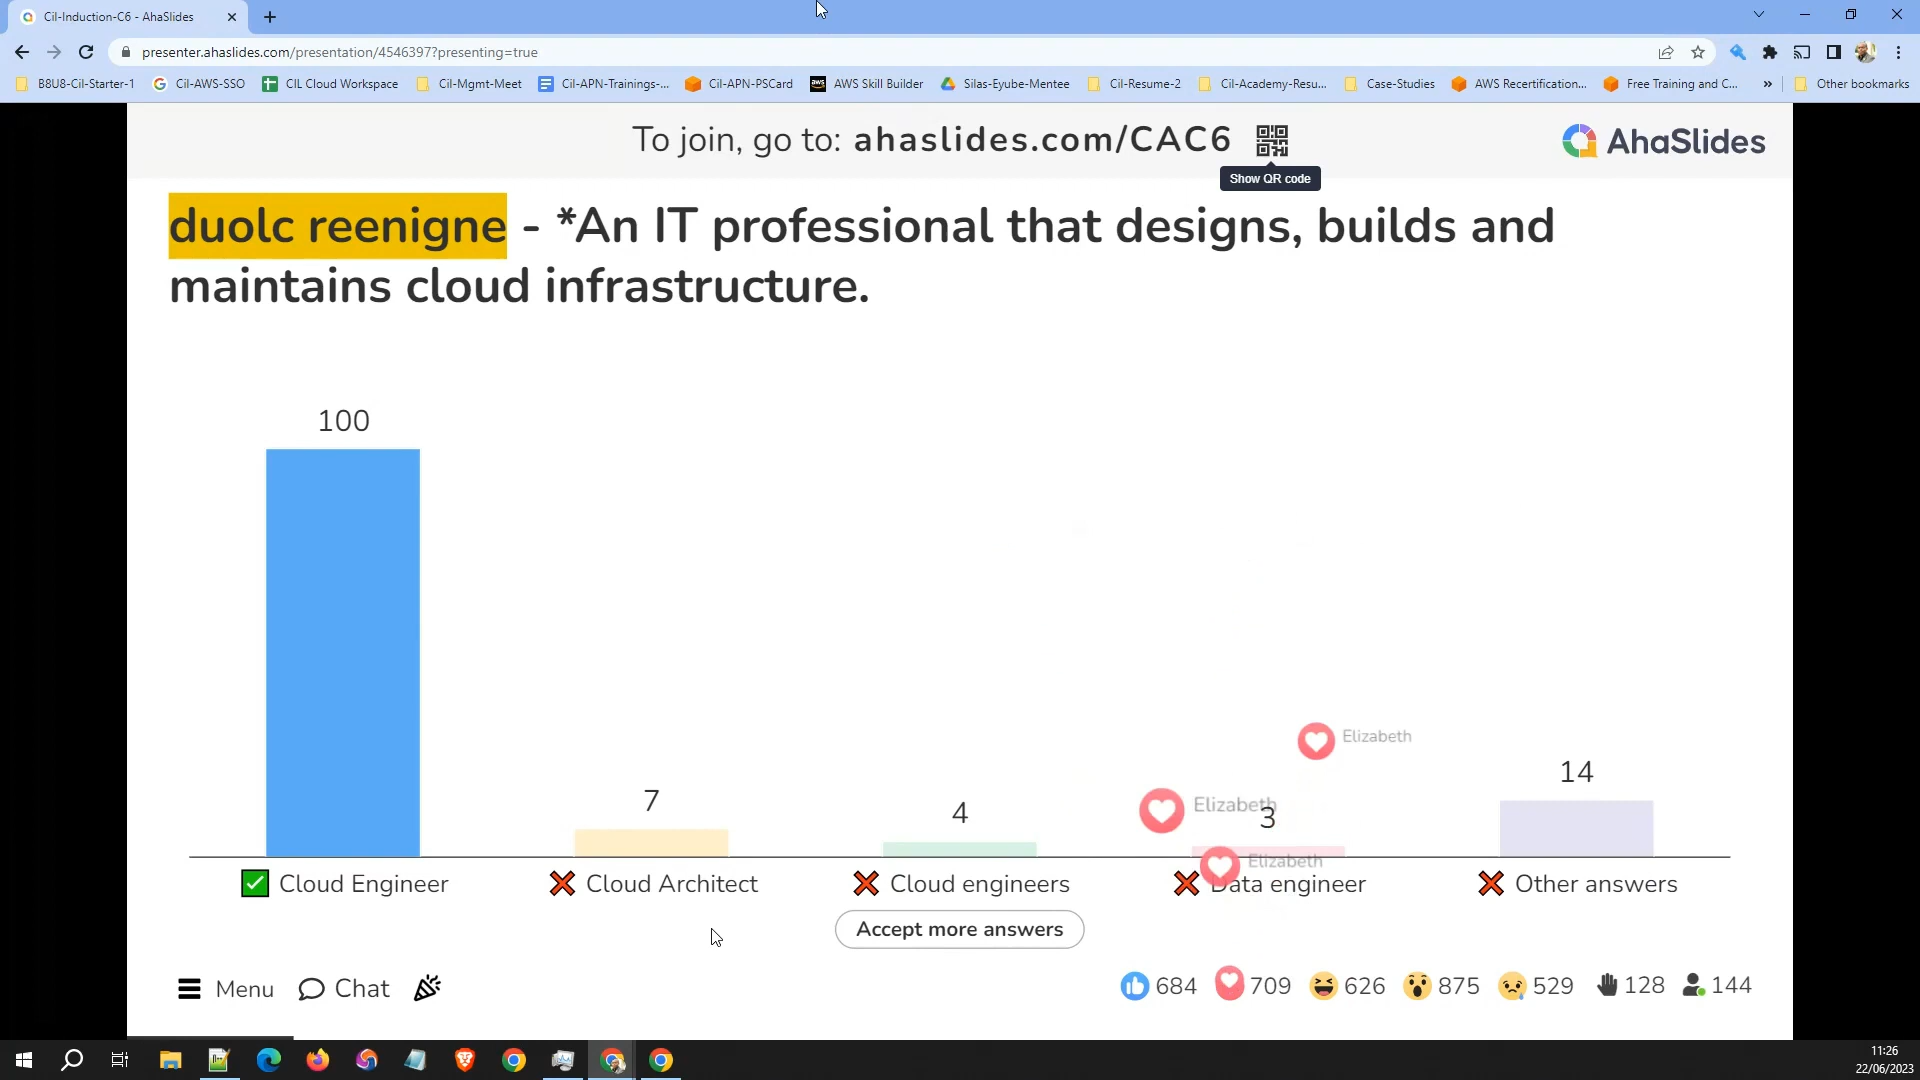 Cil-Induction-C6 - AhaSlides
presenter.ahaslides.com/presentation/4546397?presenting=true
B8U8-Cil-Starter-1 Cil-AWS-SSO CIL Cloud Workspace Cil-Mgmt-Meet Cil-APN-Trainings-... Cil-APN-PSCard AWS Skill Builder Silas-Eyube-Mentee Cil-Resume-2 Cil-Academy-Resu... Case-Studies AWS Recertification... Free Training and C... » Other bookmarks
To join, go to: ahaslides.com/CAC6
AhaSlides
Show QR code
duolc reenigne - *An IT professional that designs, builds and
maintains cloud infrastructure.
100
Elizabeth
14
7
Elizabeth
4
3
Elizabeth
Cloud Engineer Cloud Architect Cloud engineers Data engineer Other answers
Accept more answers
Menu Chat 684 709 626 875 529 128 144
11:26
22/06/2023